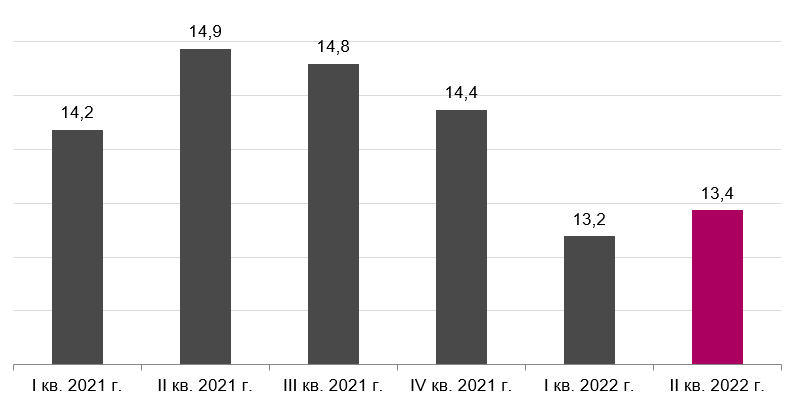 14,2
14,9
14,8
14,4
13,2
13,4
I кв. 2021 г.
II кв. 2021 г.
III кв. 2021 г.
IV кв. 2021 г.
I кв. 2022 г.
II кв. 2022 г.